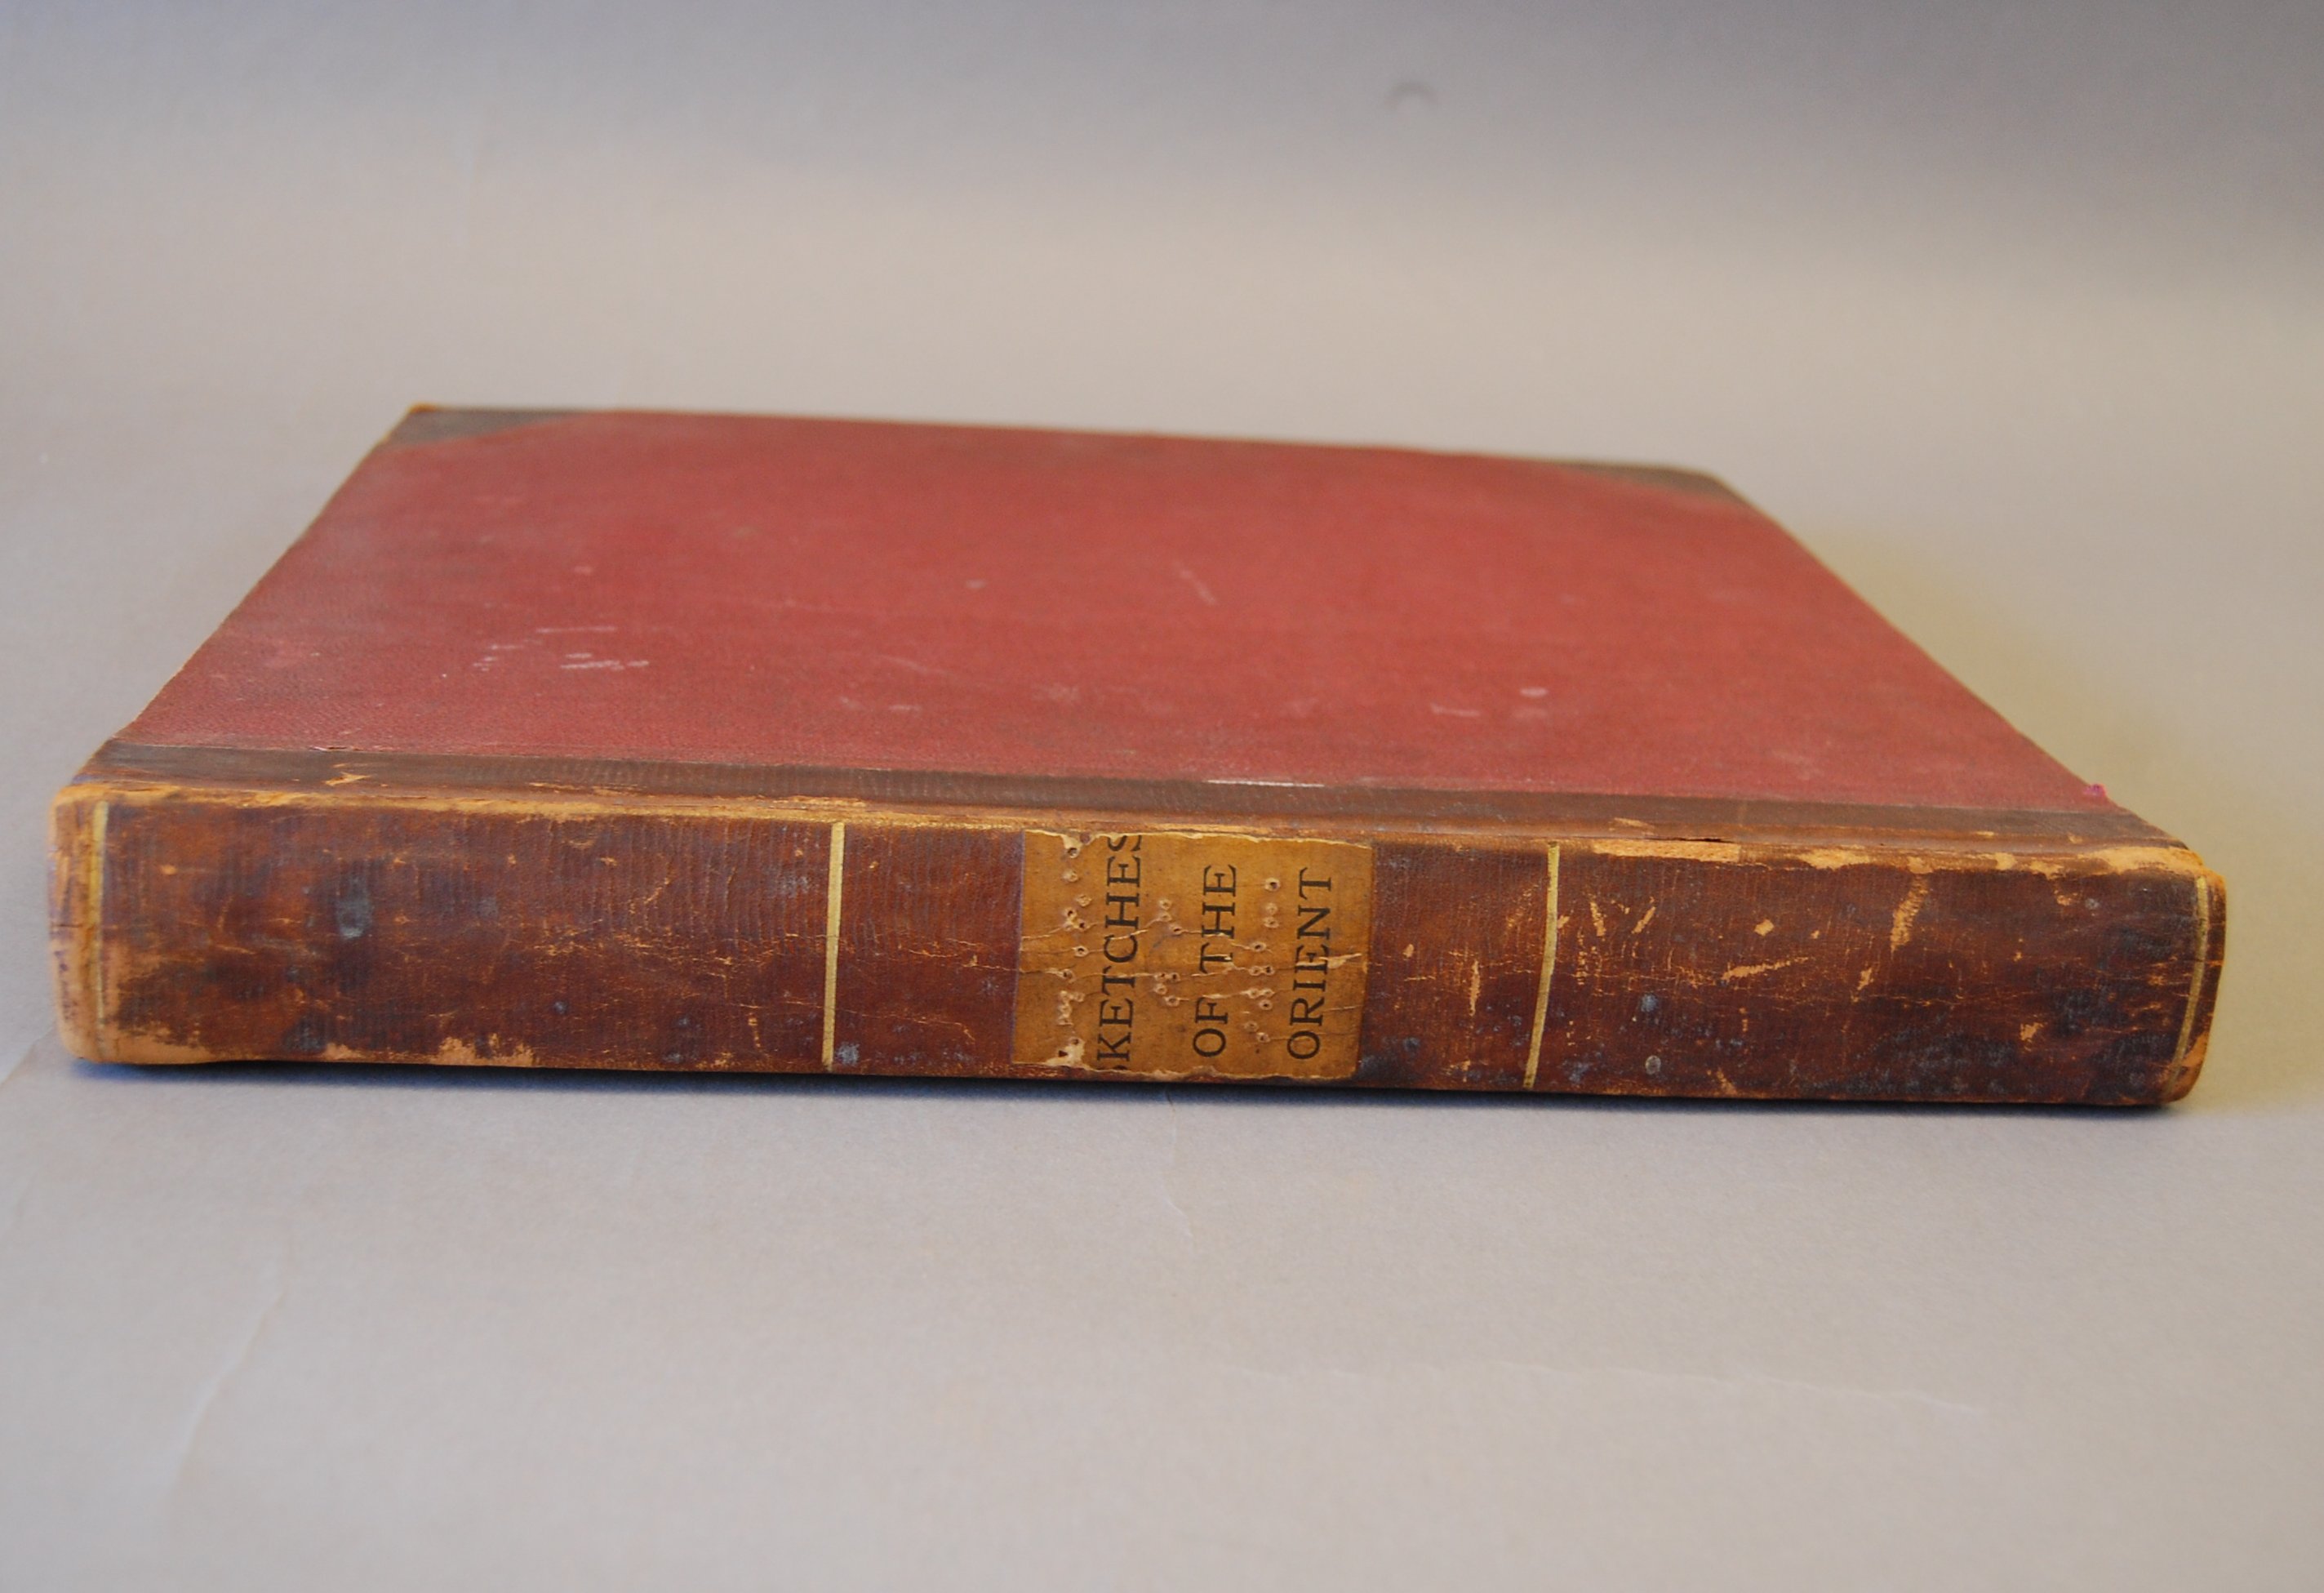 SKETCHES
OF THE
ORIENT